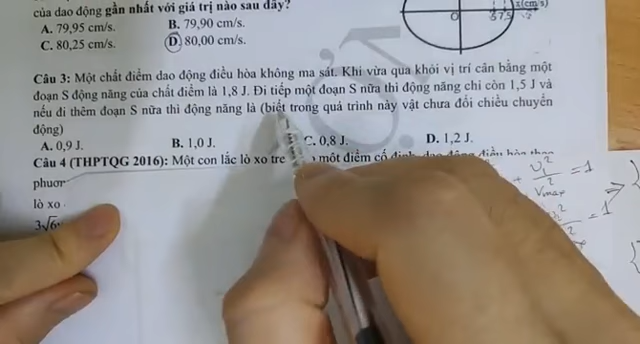 của dao động gần nhất với giá trị nào sau đây?
A. 79,95 cm/s. B. 79,90 cm/s.
C. 80,25 cm/s. D. 80,00 cm/s.
Câu 3: Một chất điểm dao động điều hòa không ma sát. Khi vừa qua khỏi vị trí cân bằng một
đoạn S động năng của chất điểm là 1,8 J. Đi tiếp một đoạn S nữa thì động năng chỉ còn 1,5 J và
nếu đi thêm đoạn S nữa thì động năng là (biết trong quá trình này vật chưa đổi chiều chuyển
động)
A. 0,9 J. B. 1,0 J. C. 0,8 J. D. 1,2 J.
Câu 4 (THPTQG 2016): Một con lắc lò xo một điểm cố định, dao động điều hòa theo
lò xo